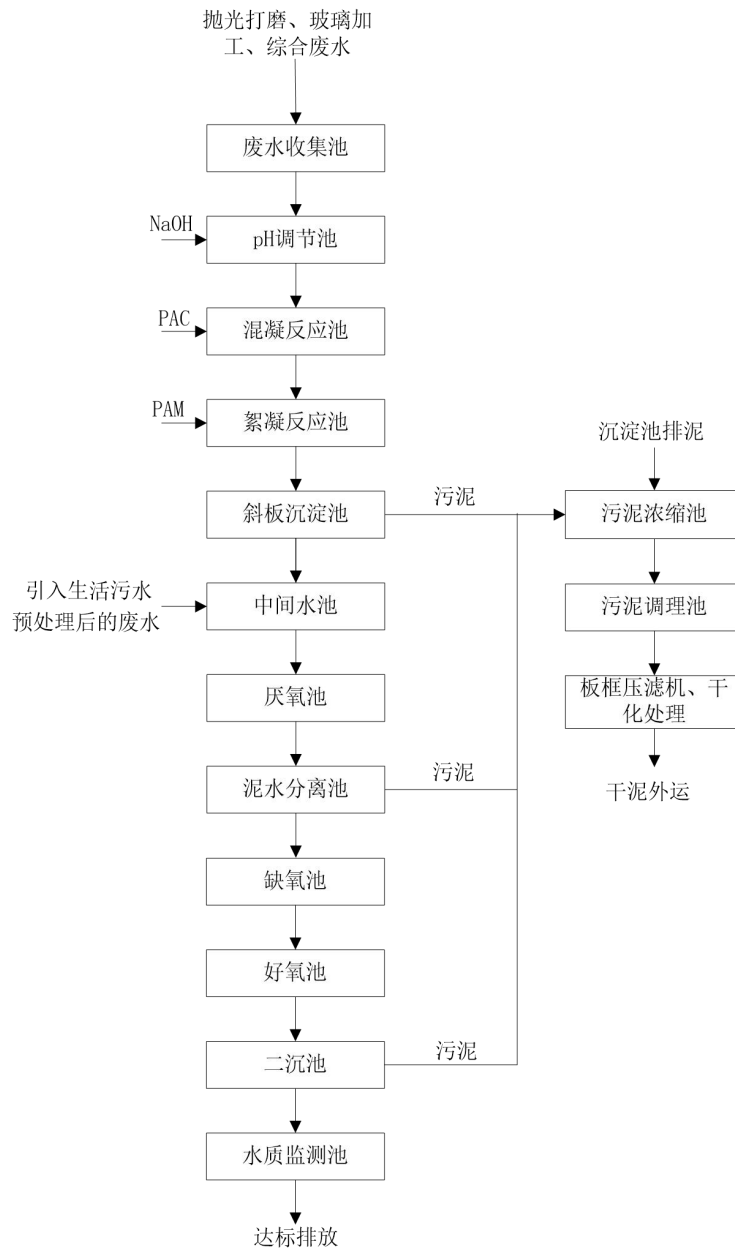 抛光打磨、玻璃加
工、综合废水
废水收集池
NaOH
pH调节池
PAC
混凝反应池
PAM
絮凝反应池
沉淀池排泥
斜板沉淀池
污泥
污泥浓缩池
引入生活污水
预处理后的废水
中间水池
污泥调理池
厌氧池
板框压滤机、干
化处理
泥水分离池
污泥
干泥外运
缺氧池
好氧池
二沉池
污泥
水质监测池
达标排放